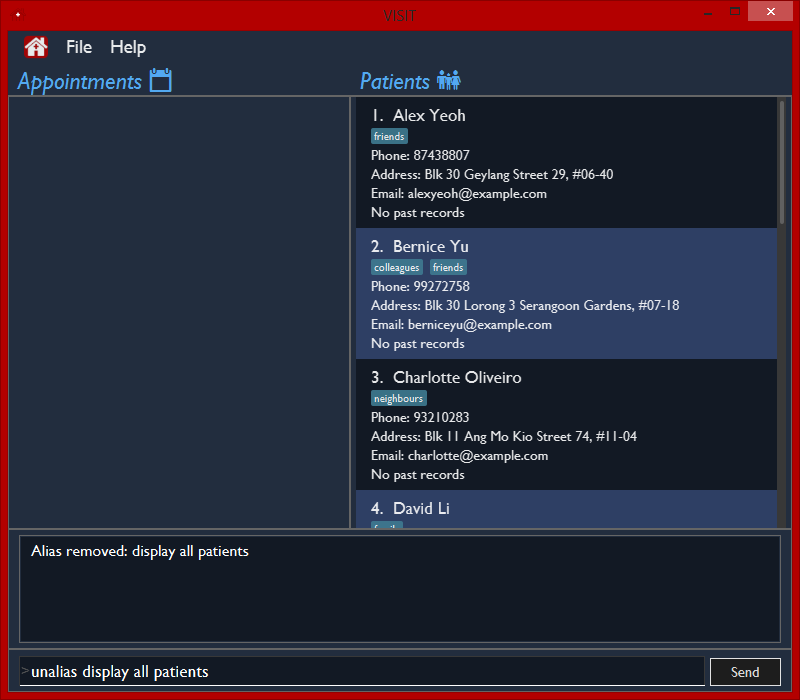 VISIT
File Help
Appointments
Patients
1. Alex Yeoh
friends
Phone: 87438807
Address: Blk 30 Geylang Street 29, #06-40
Email: alexyeoh@example.com
No past records
2. Bernice Yu
colleagues friends
Phone: 99272758
Address: Blk 30 Lorong 3 Serangoon Gardens, #07-18
Email: berniceyu@example.com
No past records
3. Charlotte Oliveiro
neighbours
Phone: 93210283
Address: Blk 11 Ang Mo Kio Street 74, #11-04
Email: charlotte@example.com
No past records
4. David Li
Alias removed: display all patients
>unalias display all patients
Send